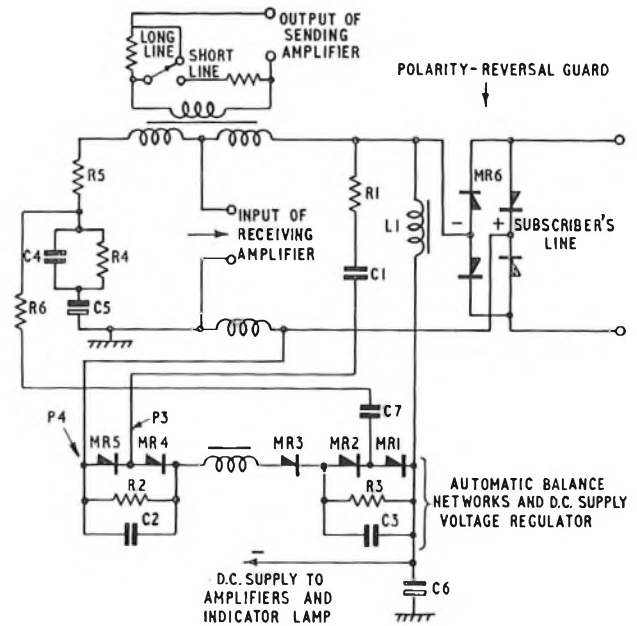 OUTPUT OF
SENDING
AMPLIFIER
LONG
LINE
SHORT
LINE
POLARITY-REVERSAL GUARD
R5
R1
MR6
L1
-
+
SUBSCRIBER'S
LINE
INPUT OF
RECEIVING
AMPLIFIER
C4
R4
C1
R6
C5
P4
P3
C7
MR5
MR4
MR3
MR2
MR1
R2
C2
R3
C3
AUTOMATIC BALANCE
NETWORKS AND D.C. SUPPLY
VOLTAGE REGULATOR
-
D.C. SUPPLY TO
AMPLIFIERS AND
INDICATOR LAMP
C6